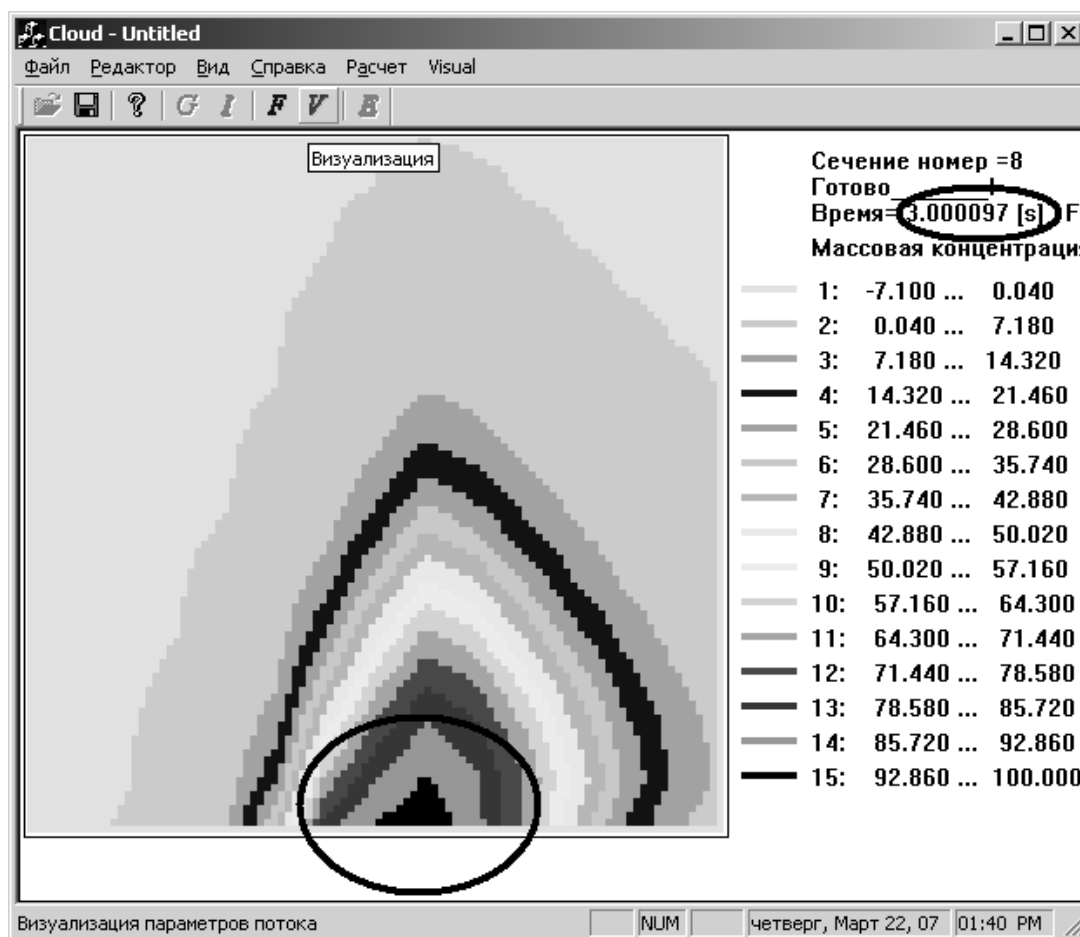 Cloud - Untitled
Файл Редактор Вид Справка Расчет Visual
G I F V E
Визуализация
Сечение номер =8
Готово
Время=3.000097 [s] F
Массовая концентрация
1: -7.100 ... 0.040
2: 0.040 ... 7.180
3: 7.180 ... 14.320
4: 14.320 ... 21.460
5: 21.460 ... 28.600
6: 28.600 ... 35.740
7: 35.740 ... 42.880
8: 42.880 ... 50.020
9: 50.020 ... 57.160
10: 57.160 ... 64.300
11: 64.300 ... 71.440
12: 71.440 ... 78.580
13: 78.580 ... 85.720
14: 85.720 ... 92.860
15: 92.860 ... 100.000
Визуализация параметров потока NUM четверг, Март 22, 07 01:40 PM